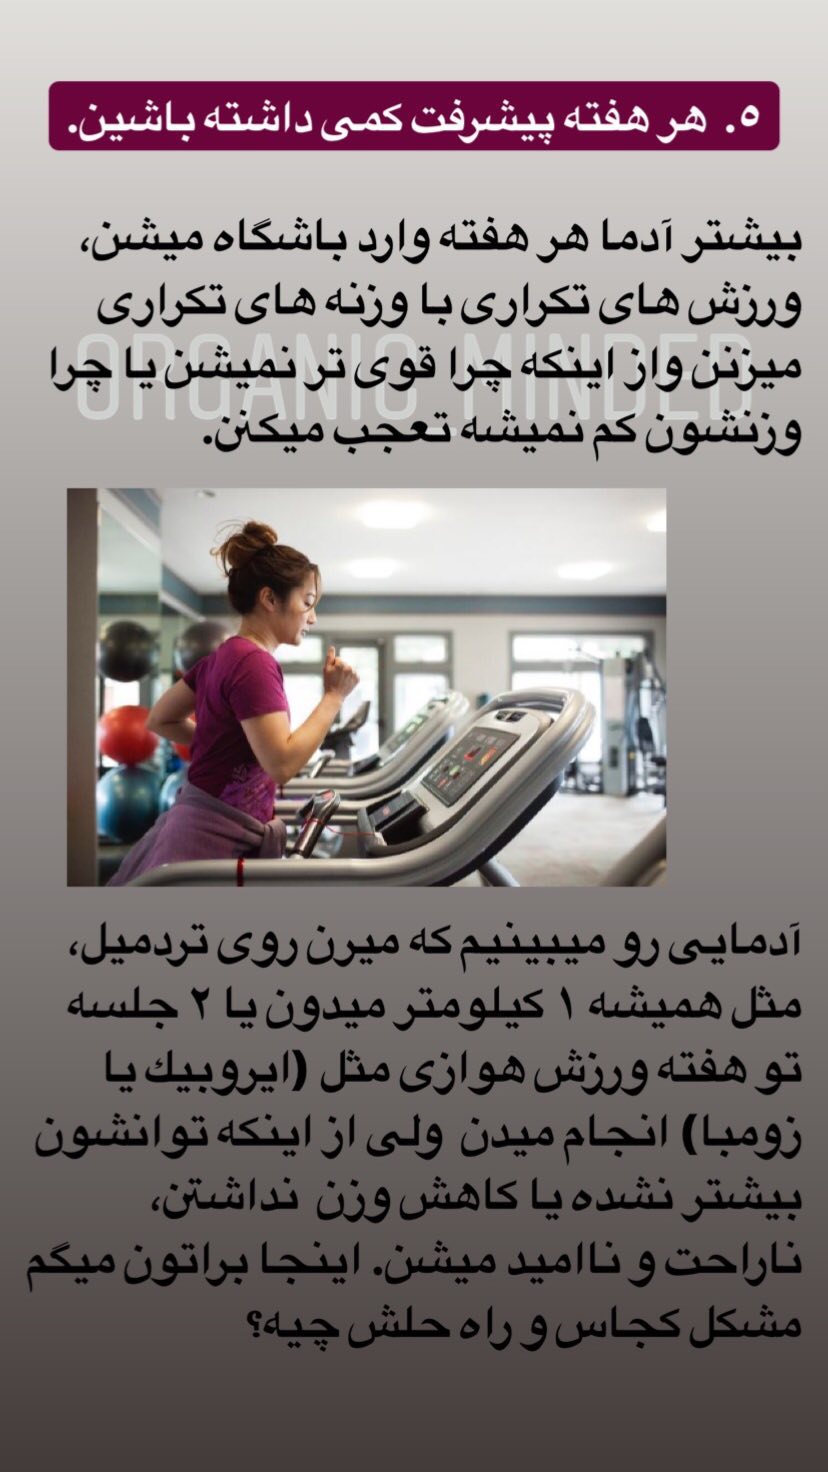 ۵. هر هفته پیشرفت کمی داشته باشین.
بیشتر آدما هر هفته وارد باشگاه میشن،
ورزش های تکراری با وزنه های تکراری
میزنن واز اینکه چرا قوی تر نمیشن یا چرا
وزنشون کم نمیشه تعجب میکنن.
ORGANIC_MINDED
آدمایی رو میبینیم که میرن روی تردمیل،
مثل همیشه ۱ کیلومتر میدون یا ۲ جلسه
تو هفته ورزش هوازی مثل (ایروبیك یا
زومبا) انجام میدن ولی از اینکه توانشون
بیشتر نشده یا کاهش وزن نداشتن،
ناراحت و ناامید میشن. اینجا براتون میگم
مشکل کجاس و راه حلش چیه؟